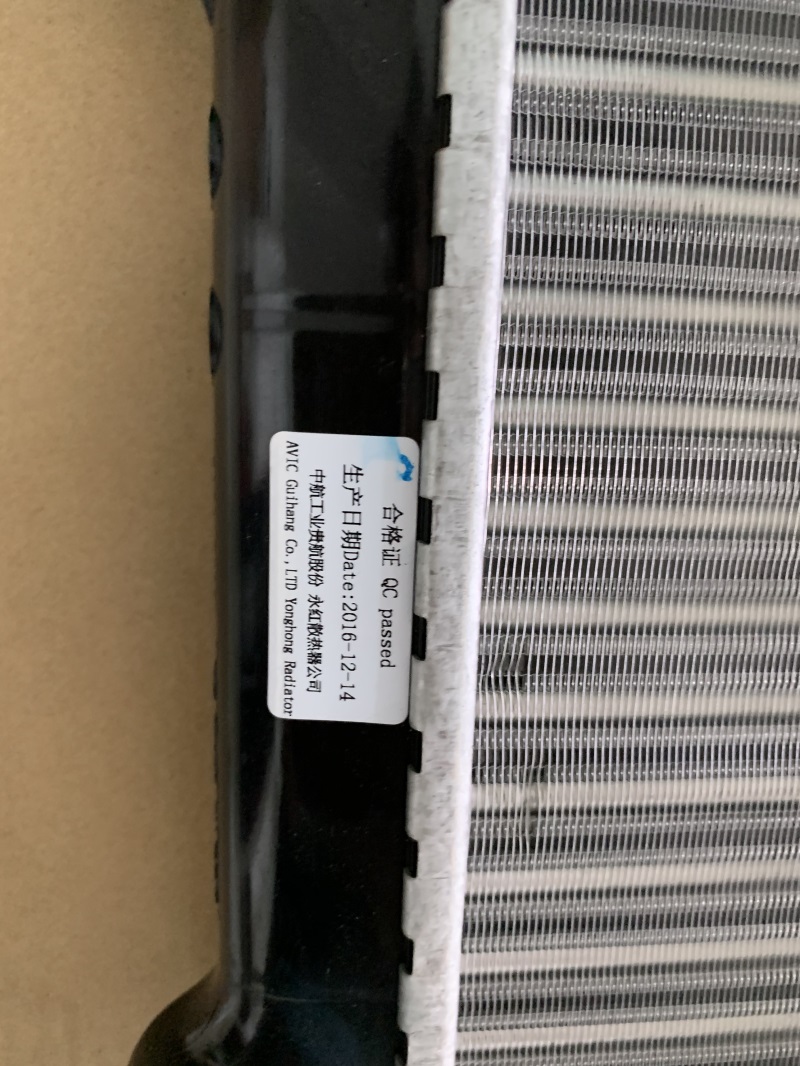 合格证 QC passed
生产日期Date:2016-12-14
中航工业贵航股份 永红散热器公司
AVIC Guihang Co.,LTD Yonghong Radiator